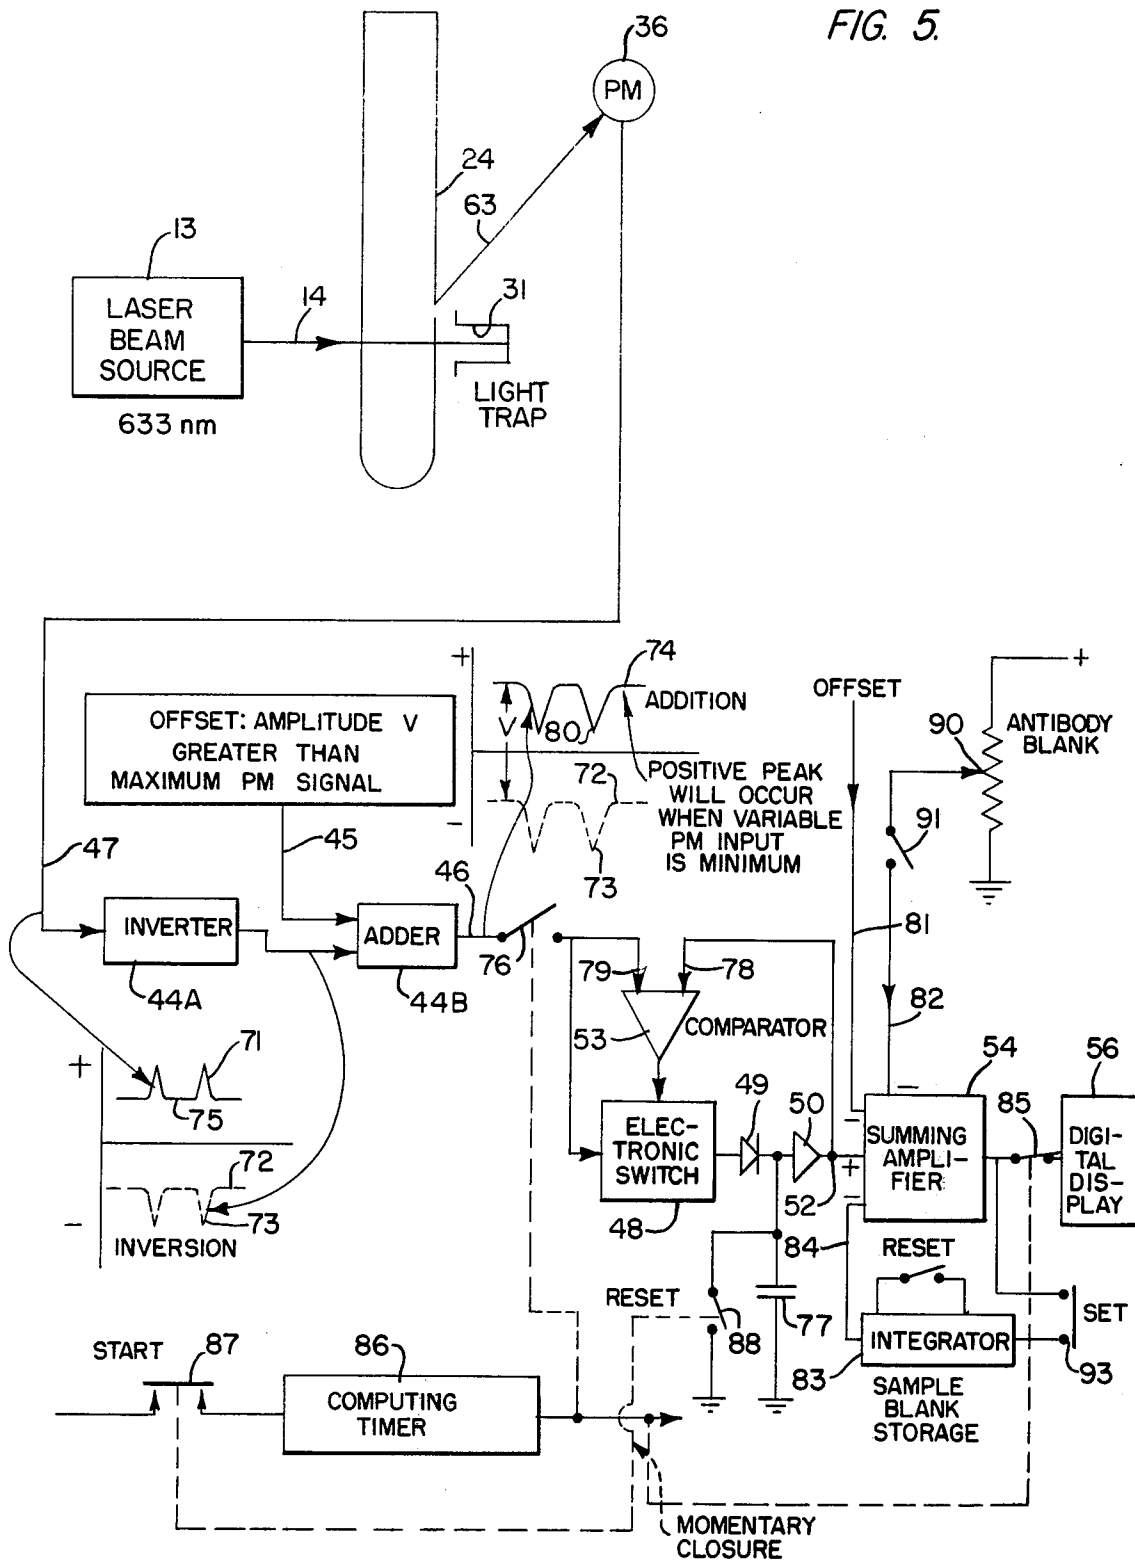 FIG. 5.
36
PM
24
63
13
LASER
BEAM
SOURCE
14
31
LIGHT
TRAP
633 nm
OFFSET: AMPLITUDE V
GREATER THAN
MAXIMUM PM SIGNAL
+
74
ADDITION
V
80
72
-
73
POSITIVE PEAK
WILL OCCUR
WHEN VARIABLE
PM INPUT
IS MINIMUM
OFFSET
+
90
ANTIBODY
BLANK
91
47
45
46
INVERTER
44A
ADDER
44B
76
79
78
81
82
53
COMPARATOR
+
71
75
72
-
73
INVERSION
ELEC-
TRONIC
SWITCH
48
49
50
52
-
-
+
-
54
SUMMING
AMPLI-
FIER
85
56
DIGI-
TAL
DIS-
PLAY
84
RESET
RESET
88
77
INTEGRATOR
83
SET
93
SAMPLE
BLANK
STORAGE
START
87
86
COMPUTING
TIMER
MOMENTARY
CLOSURE